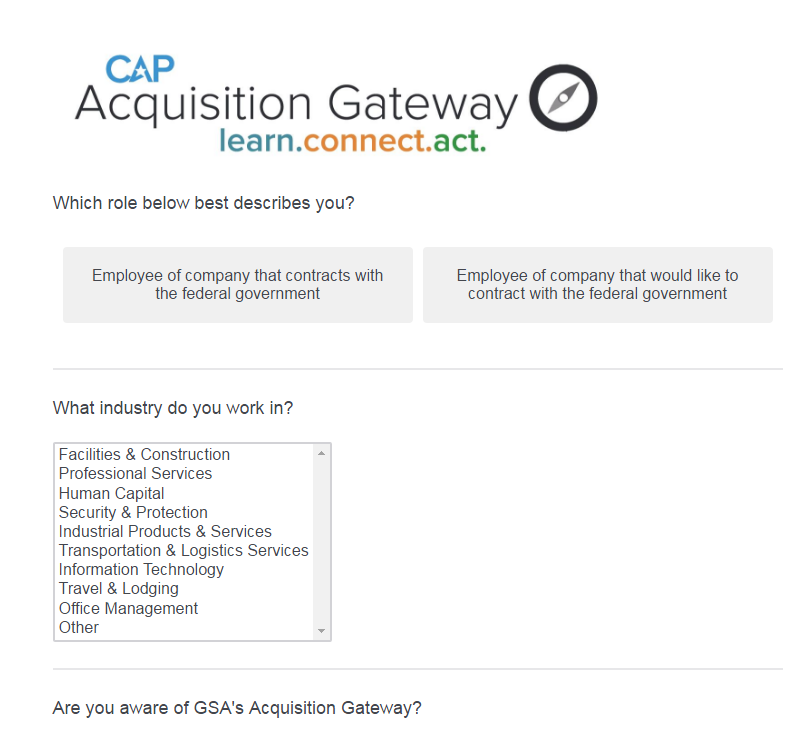 CAP
Acquisition Gateway
learn.connect.act.
Which role below best describes you?
Employee of company that contracts with
the federal government
Employee of company that would like to
contract with the federal government
What industry do you work in?
Facilities & Construction
Professional Services
Human Capital
Security & Protection
Industrial Products & Services
Transportation & Logistics Services
Information Technology
Travel & Lodging
Office Management
Other
Are you aware of GSA's Acquisition Gateway?